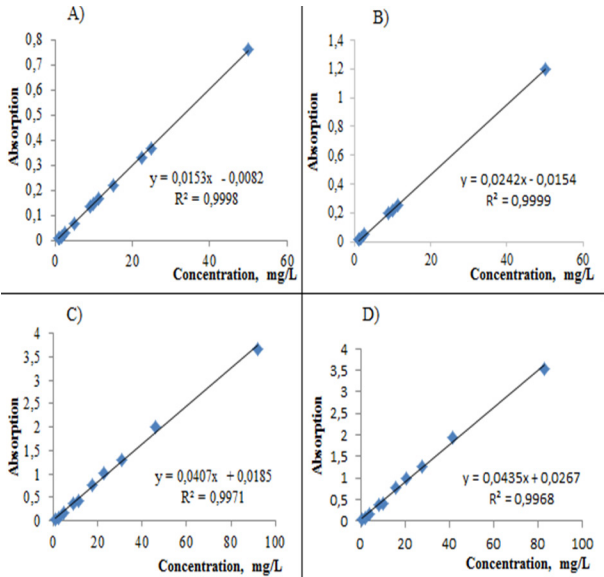 A)
Absorption
0,8
0,7
0,6
0,5
0,4
0,3
0,2
0,1
0
y = 0,0153x - 0,0082
R² = 0,9998
0 20 40 60
Concentration, mg/L
B)
Absorption
1,4
1,2
1
0,8
0,6
0,4
0,2
0
y = 0,0242x - 0,0154
R² = 0,9999
0 20 40 60
Concentration, mg/L
C)
Absorption
4
3,5
3
2,5
2
1,5
1
0,5
0
y = 0,0407x + 0,0185
R² = 0,9971
0 20 40 60 80 100
Concentration, mg/L
D)
Absorption
4
3,5
3
2,5
2
1,5
1
0,5
0
y = 0,0435x + 0,0267
R² = 0,9968
0 20 40 60 80 100
Concentration, mg/L